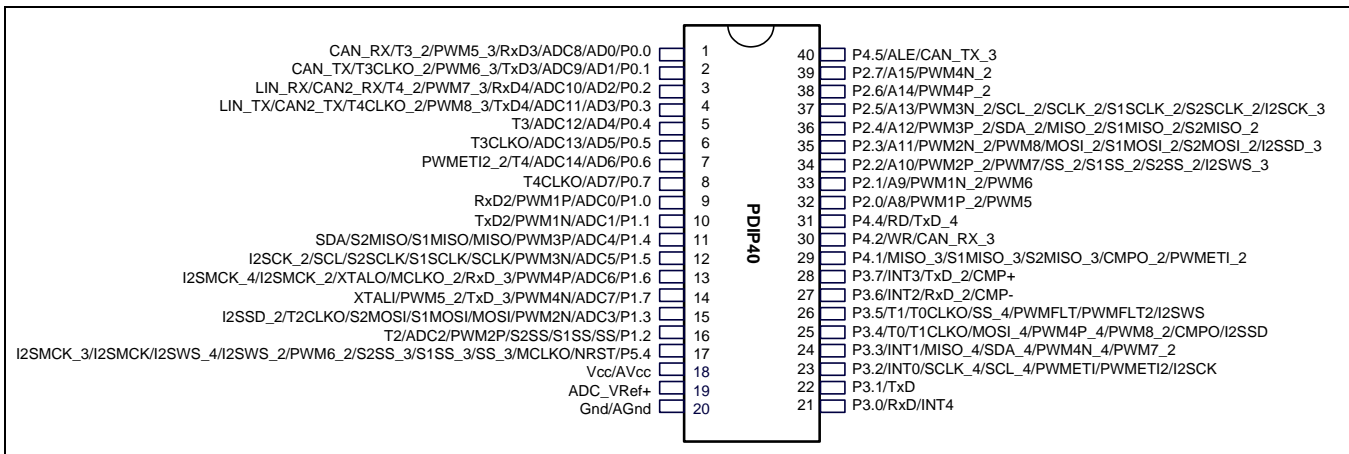 CAN_RX/T3_2/PWM5_3/RxD3/ADC8/AD0/P0.0 1
CAN_TX/T3CLKO_2/PWM6_3/TxD3/ADC9/AD1/P0.1 2
LIN_RX/CAN2_RX/T4_2/PWM7_3/RxD4/ADC10/AD2/P0.2 3
LIN_TX/CAN2_TX/T4CLKO_2/PWM8_3/TxD4/ADC11/AD3/P0.3 4
T3/ADC12/AD4/P0.4 5
T3CLKO/ADC13/AD5/P0.5 6
PWMETI2_2/T4/ADC14/AD6/P0.6 7
T4CLKO/AD7/P0.7 8
RxD2/PWM1P/ADC0/P1.0 9
TxD2/PWM1N/ADC1/P1.1 10
SDA/S2MISO/S1MISO/MISO/PWM3P/ADC4/P1.4 11
I2SCK_2/SCL/S2SCLK/S1SCLK/SCLK/PWM3N/ADC5/P1.5 12
I2SMCK_4/I2SMCK_2/XTALO/MCLKO_2/RxD_3/PWM4P/ADC6/P1.6 13
XTALI/PWM5_2/TxD_3/PWM4N/ADC7/P1.7 14
I2SSD_2/T2CLKO/S2MOSI/S1MOSI/MOSI/PWM2N/ADC3/P1.3 15
T2/ADC2/PWM2P/S2SS/S1SS/SS/P1.2 16
I2SMCK_3/I2SMCK/I2SWS_4/I2SWS_2/PWM6_2/S2SS_3/S1SS_3/SS_3/MCLKO/NRST/P5.4 17
Vcc/AVcc 18
ADC_VRef+ 19
Gnd/AGnd 20
PDIP40
40 P4.5/ALE/CAN_TX_3
39 P2.7/A15/PWM4N_2
38 P2.6/A14/PWM4P_2
37 P2.5/A13/PWM3N_2/SCL_2/SCLK_2/S1SCLK_2/S2SCLK_2/I2SCK_3
36 P2.4/A12/PWM3P_2/SDA_2/MISO_2/S1MISO_2/S2MISO_2
35 P2.3/A11/PWM2N_2/PWM8/MOSI_2/S1MOSI_2/S2MOSI_2/I2SSD_3
34 P2.2/A10/PWM2P_2/PWM7/SS_2/S1SS_2/S2SS_2/I2SWS_3
33 P2.1/A9/PWM1N_2/PWM6
32 P2.0/A8/PWM1P_2/PWM5
31 P4.4/RD/TxD_4
30 P4.2/WR/CAN_RX_3
29 P4.1/MISO_3/S1MISO_3/S2MISO_3/CMPO_2/PWMETI_2
28 P3.7/INT3/TxD_2/CMP+
27 P3.6/INT2/RxD_2/CMP-
26 P3.5/T1/T0CLKO/SS_4/PWMFLT/PWMFLT2/I2SWS
25 P3.4/T0/T1CLKO/MOSI_4/PWM4P_4/PWM8_2/CMPO/I2SSD
24 P3.3/INT1/MISO_4/SDA_4/PWM4N_4/PWM7_2
23 P3.2/INT0/SCLK_4/SCL_4/PWMETI/PWMETI2/I2SCK
22 P3.1/TxD
21 P3.0/RxD/INT4